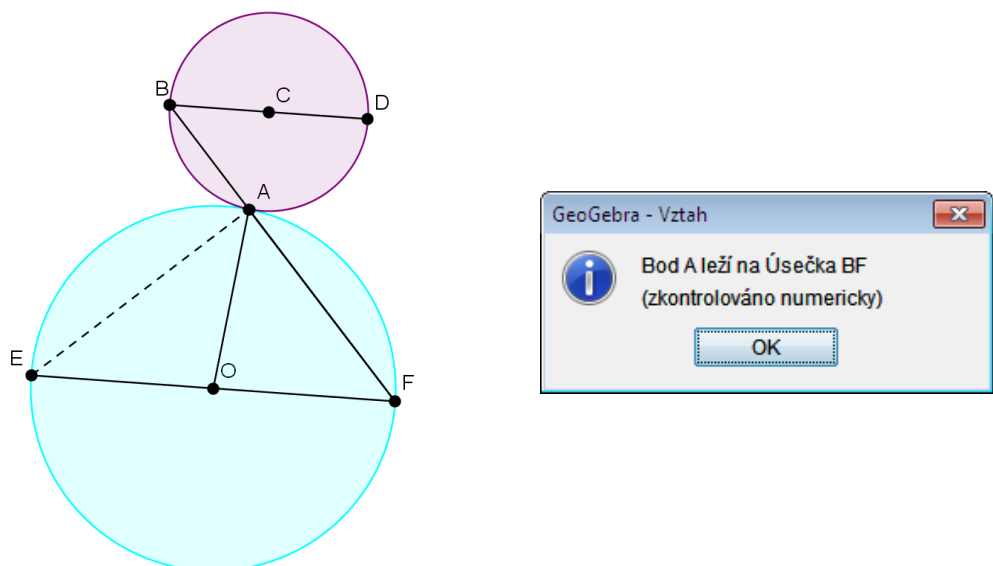 B
C
D
A
E
O
F
GeoGebra - Vztah
Bod A leží na Úsečka BF
(zkontrolováno numericky)
OK